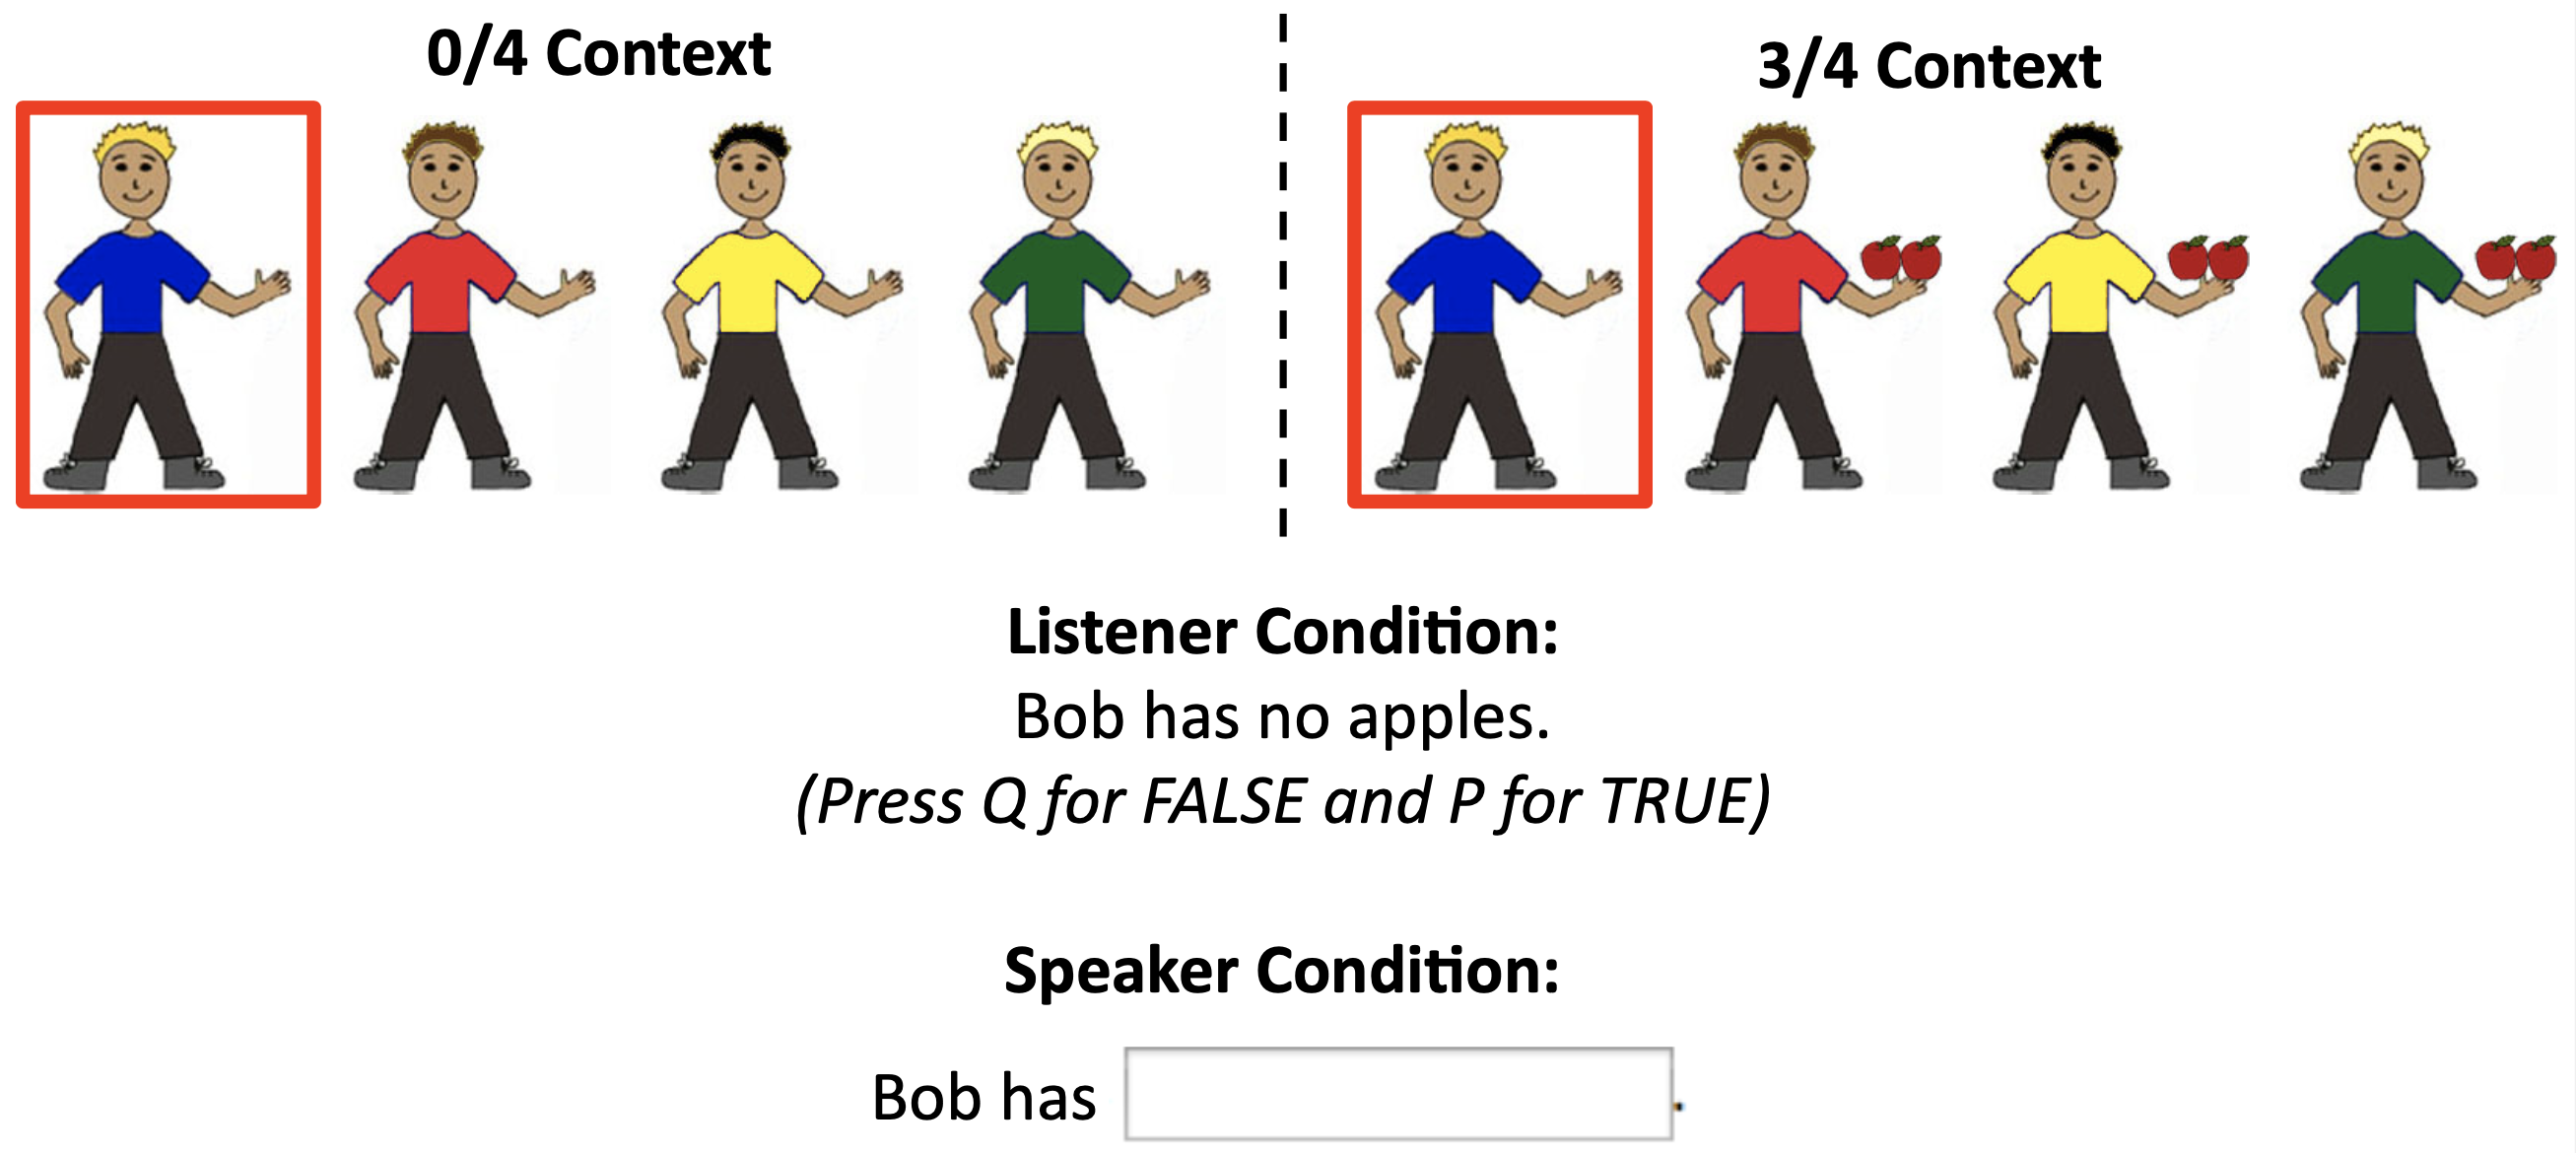 0/4 Context
3/4 Context
Listener Condition:
Bob has no apples.
(Press Q for FALSE and P for TRUE)
Speaker Condition:
Bob has .